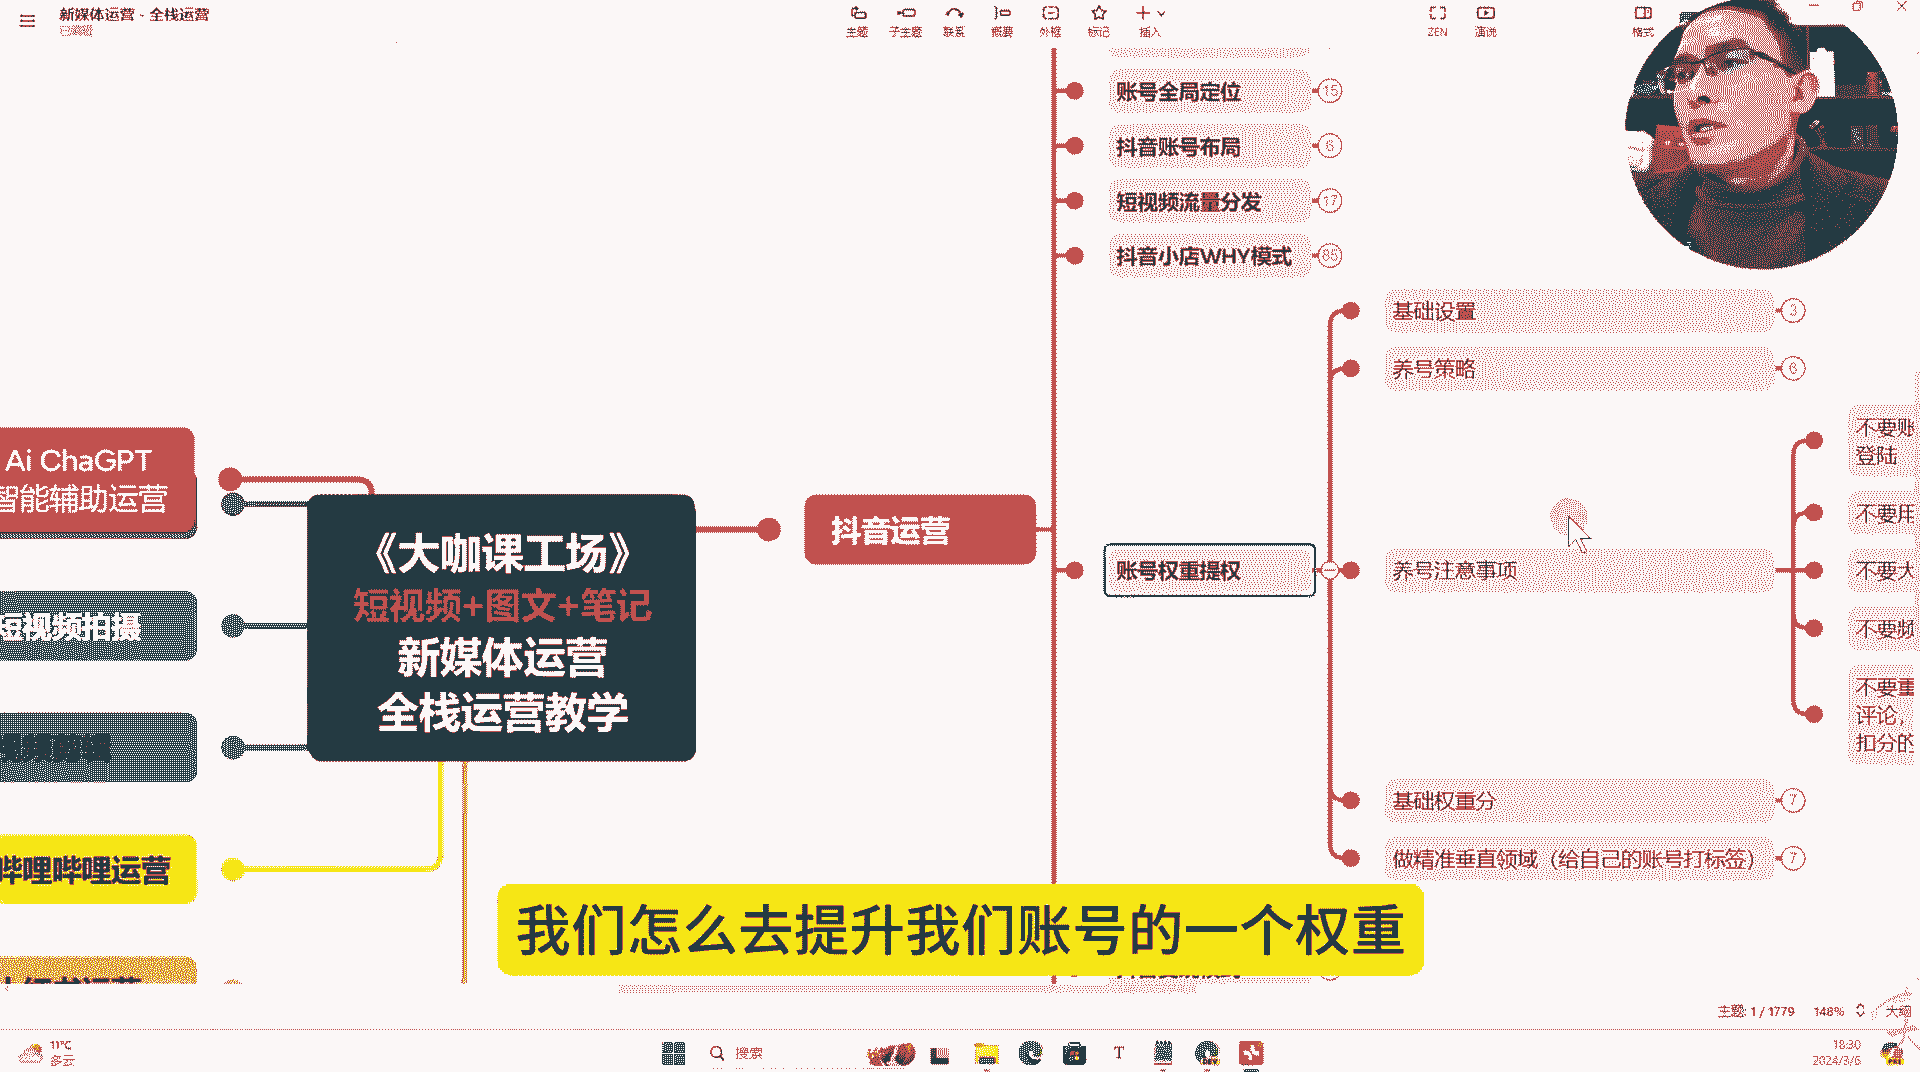 新媒体运营 - 全栈运营
主题
子主题
联系
概要
外框
标记
插入
ZEN
演说
格式
账号全局定位
15
抖音账号布局
6
短视频流量分发
17
抖音小店WHY模式
85
基础设置
3
养号策略
6
不要账
登陆
不要用
养号注意事项
不要大
不要频
不要重
评论,
扣分的
基础权重分
7
做精准垂直领域（给自己的账号打标签）
7
账号权重提权
抖音运营
Ai ChaGPT
智能辅助运营
《大咖课工场》
短视频+图文+笔记
新媒体运营
全栈运营教学
短视频拍摄
哔哩哔哩运营
我们怎么去提升我们账号的一个权重
主题: 1 / 1779
148%
大纲
11°C
多云
搜索
18:30
2024/3/6